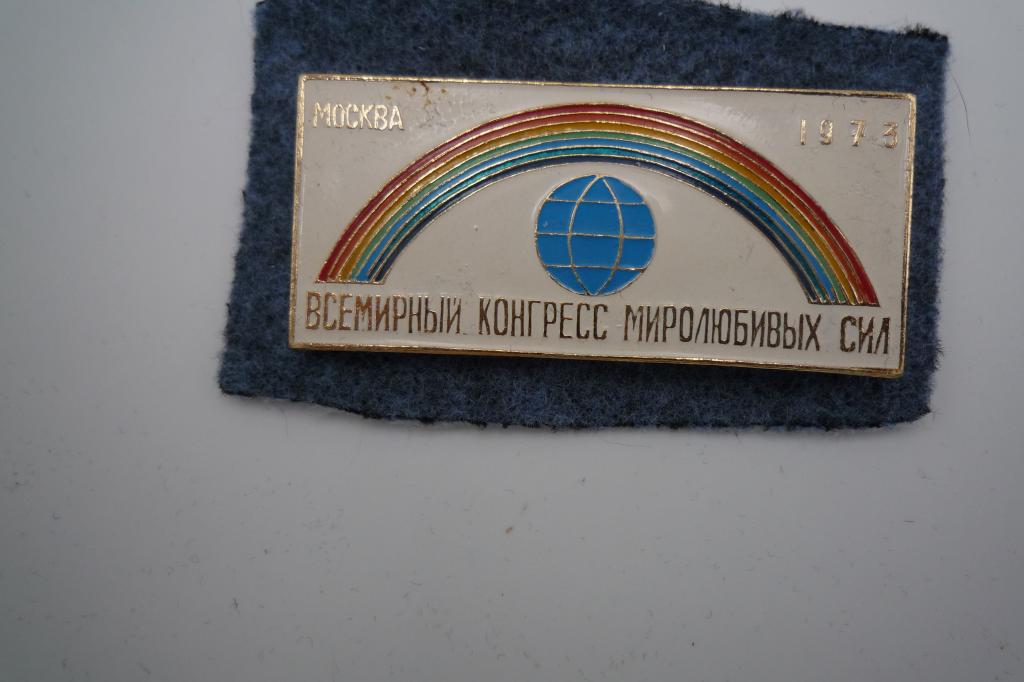 МОСКВА 1973
ВСЕМИРНЫЙ КОНГРЕСС МИРОЛЮБИВЫХ СИЛ